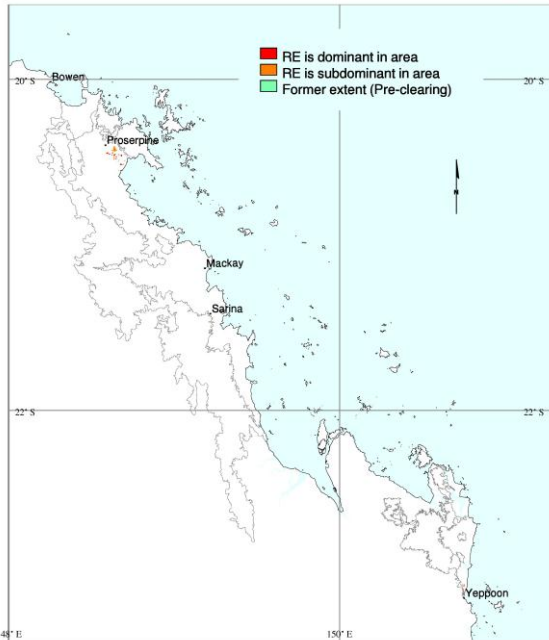 RE is dominant in area
RE is subdominant in area
Former extent (Pre-clearing)
20° S
Bowen
20° S
Proserpine
N
Mackay
Sarina
22° S
22° S
Yeppoon
48° E
150° E